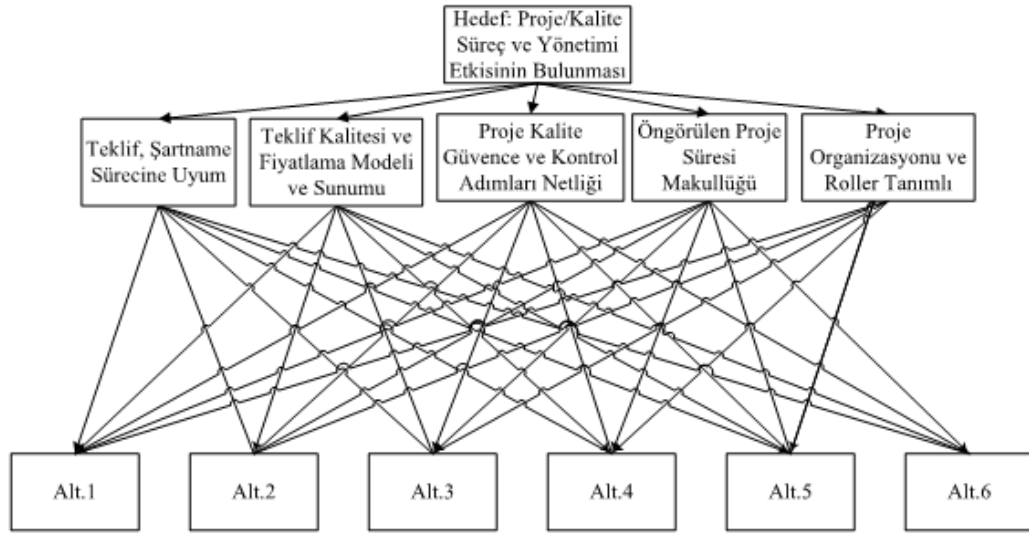 Hedef: Proje/Kalite
Süreç ve Yönetimi
Etkisinin Bulunması
Teklif, Şartname
Sürecine Uyum
Teklif Kalitesi ve
Fiyatlama Modeli
ve Sunumu
Proje Kalite
Güvence ve Kontrol
Adımları Netliği
Öngörülen Proje
Süresi
Makullüğü
Proje
Organizasyonu ve
Roller Tanımlı
Alt.1
Alt.2
Alt.3
Alt.4
Alt.5
Alt.6